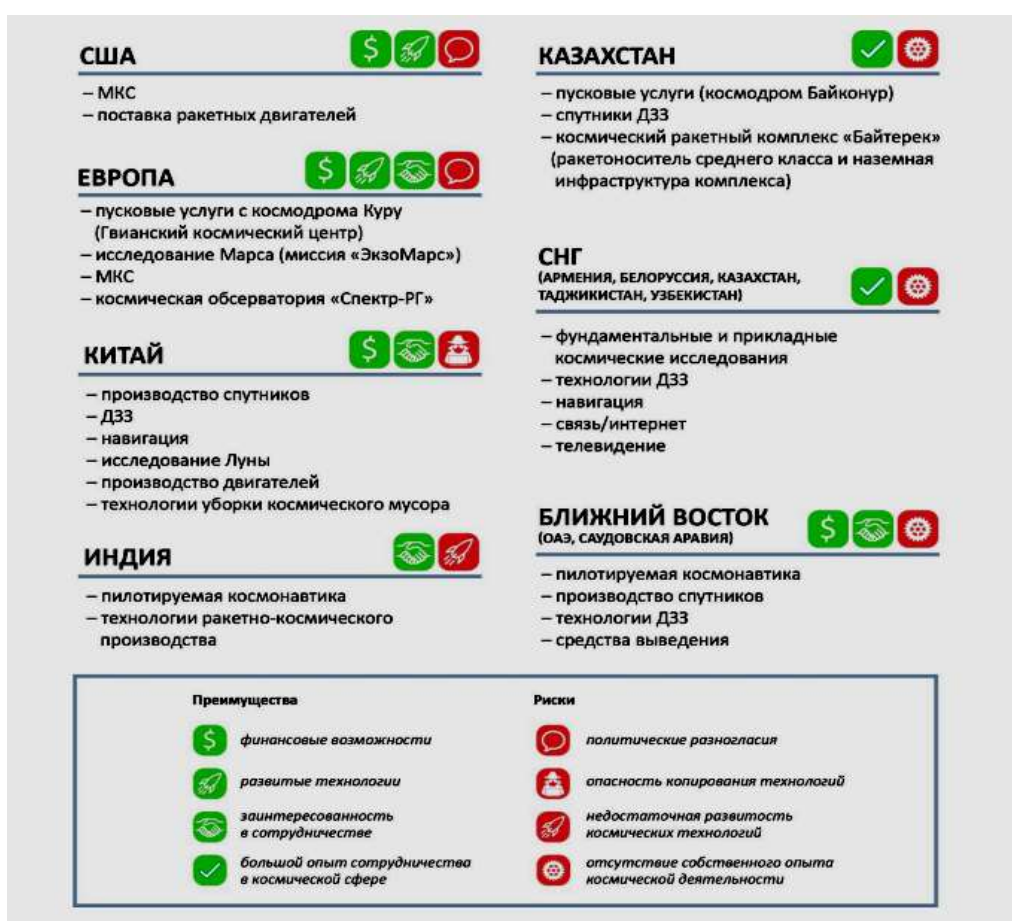 США
– МКС
– поставка ракетных двигателей
ЕВРОПА
– пусковые услуги с космодрома Куру
(Гвианский космический центр)
– исследование Марса (миссия «ЭкзоМарс»)
– МКС
– космическая обсерватория «Спектр-РГ»
КИТАЙ
– производство спутников
– ДЗЗ
– навигация
– исследование Луны
– производство двигателей
– технологии уборки космического мусора
ИНДИЯ
– пилотируемая космонавтика
– технологии ракетно-космического
производства
КАЗАХСТАН
– пусковые услуги (космодром Байконур)
– спутники ДЗЗ
– космический ракетный комплекс «Байтерек»
(ракетоноситель среднего класса и наземная
инфраструктура комплекса)
СНГ
(АРМЕНИЯ, БЕЛОРУССИЯ, КАЗАХСТАН,
ТАДЖИКИСТАН, УЗБЕКИСТАН)
– фундаментальные и прикладные
космические исследования
– технологии ДЗЗ
– навигация
– связь/интернет
– телевидение
БЛИЖНИЙ ВОСТОК
(ОАЭ, САУДОВСКАЯ АРАВИЯ)
– пилотируемая космонавтика
– производство спутников
– технологии ДЗЗ
– средства выведения
Преимущества
$ финансовые возможности
развитые технологии
заинтересованность
в сотрудничестве
большой опыт сотрудничества
в космической сфере
Риски
политические разногласия
опасность копирования технологий
недостаточная развитость
космических технологий
отсутствие собственного опыта
космической деятельности